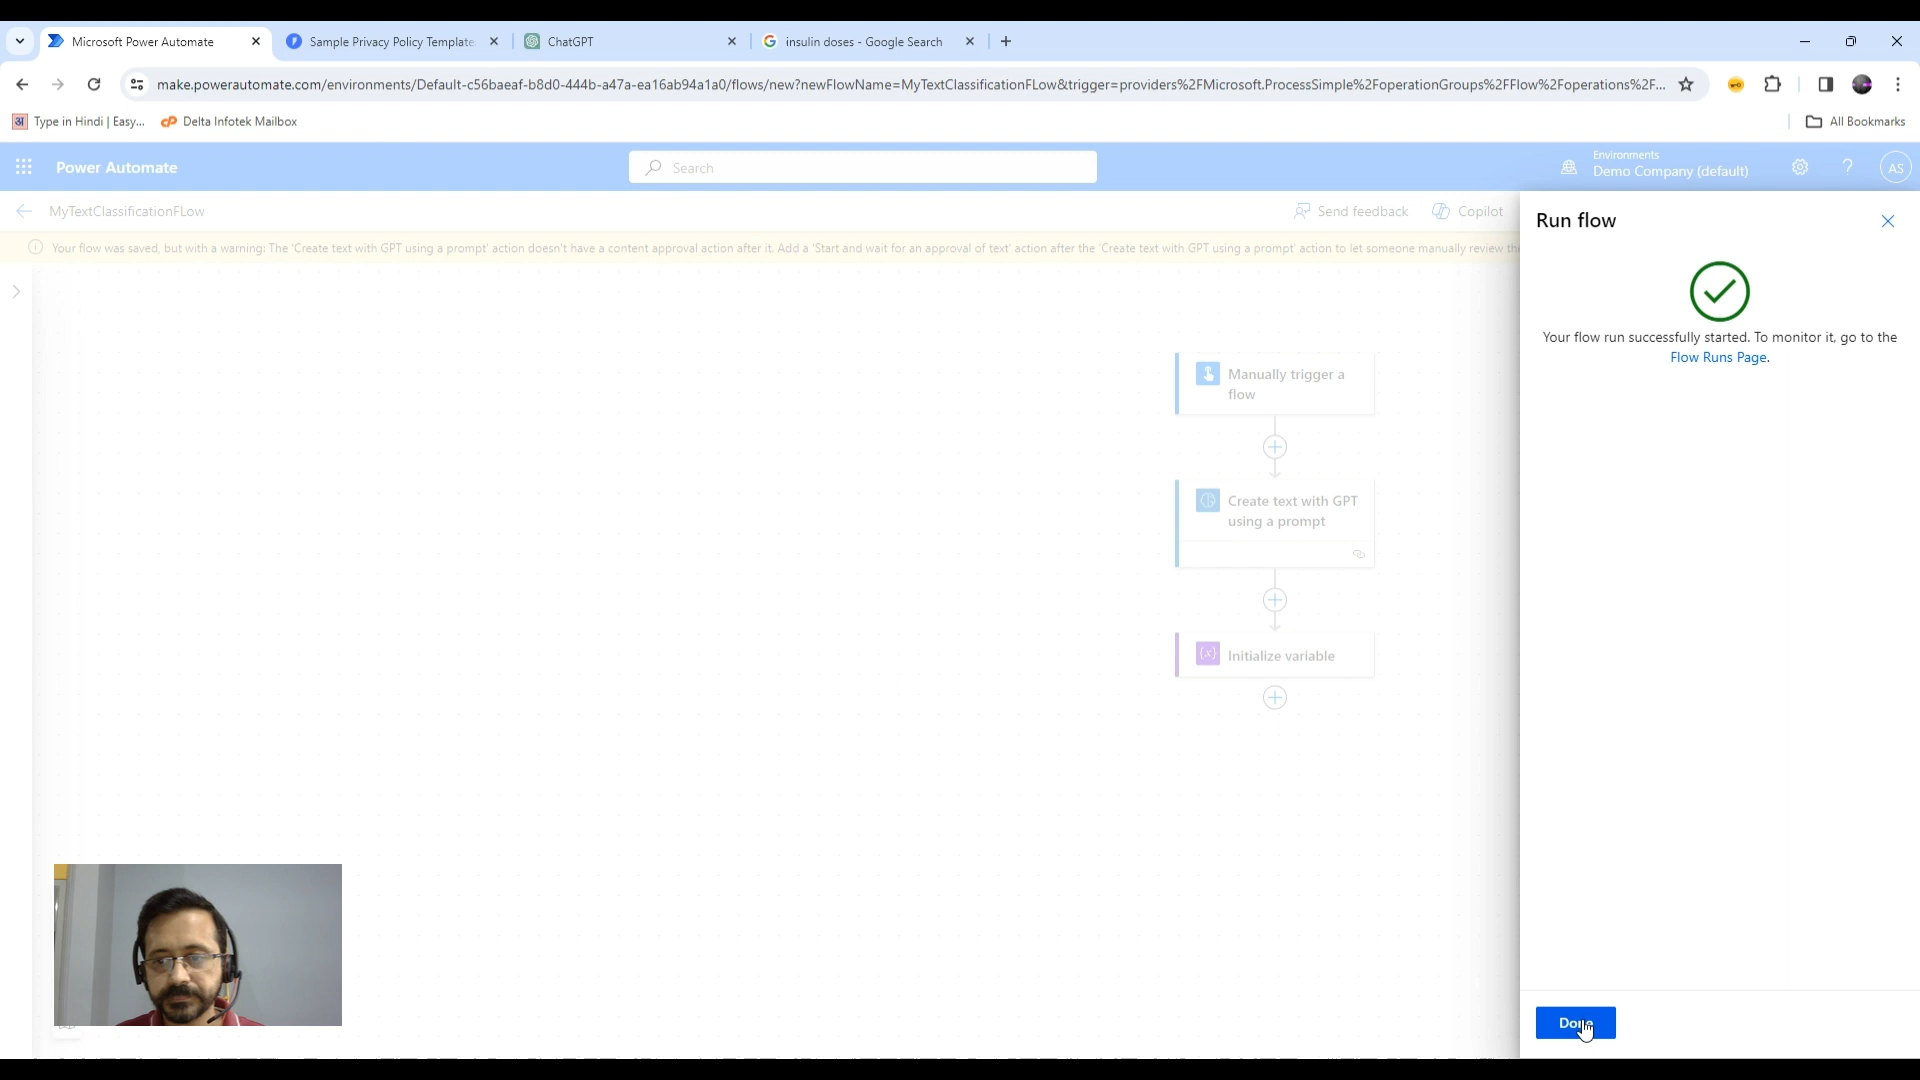 Microsoft Power Automate
Sample Privacy Policy Template
ChatGPT
insulin doses - Google Search
make.powerautomate.com/environments/Default-c56baeaf-b8d0-444b-a47a-ea16ab94a1a0/flows/new?newFlowName=MyTextClassificationFLow&trigger=providers%2FMicrosoft.ProcessSimple%2FoperationGroups%2FFlow%2Foperations%2F...
अ
Type in Hindi | Easy...
Delta Infotek Mailbox
All Bookmarks
Power Automate
Search
Environments
Demo Company (default)
?
AS
MyTextClassificationFLow
Send feedback
Copilot
Your flow was saved, but with a warning: The 'Create text with GPT using a prompt' action doesn't have a content approval action after it. Add a 'Start and wait for an approval of text' action after the 'Create text with GPT using a prompt' action to let someone manually review the
Run flow
Your flow run successfully started. To monitor it, go to the
Flow Runs Page.
Manually trigger a
flow
Create text with GPT
using a prompt
{x}
Initialize variable
Done